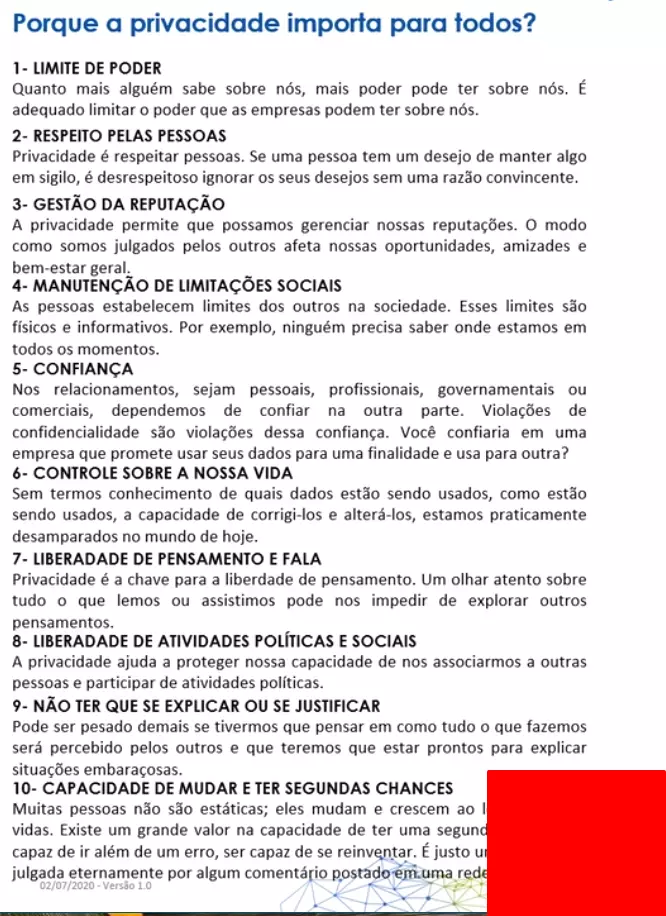 Porque a privacidade importa para todos?
1- LIMITE DE PODER
Quanto mais alguém sabe sobre nós, mais poder pode ter sobre nós. É
adequado limitar o poder que as empresas podem ter sobre nós.
2- RESPEITO PELAS PESSOAS
Privacidade é respeitar pessoas. Se uma pessoa tem um desejo de manter algo
em sigilo, é desrespeitoso ignorar os seus desejos sem uma razão convincente.
3- GESTÃO DA REPUTAÇÃO
A privacidade permite que possamos gerenciar nossas reputações. O modo
como somos julgados pelos outros afeta nossas oportunidades, amizades e
bem-estar geral.
4- MANUTENÇÃO DE LIMITAÇÕES SOCIAIS
As pessoas estabelecem limites dos outros na sociedade. Esses limites são
físicos e informativos. Por exemplo, ninguém precisa saber onde estamos em
todos os momentos.
5- CONFIANÇA
Nos relacionamentos, sejam pessoais, profissionais, governamentais ou
comerciais, dependemos de confiar na outra parte. Violações de
confidencialidade são violações dessa confiança. Você confiaria em uma
empresa que promete usar seus dados para uma finalidade e usa para outra?
6- CONTROLE SOBRE A NOSSA VIDA
Sem termos conhecimento de quais dados estão sendo usados, como estão
sendo usados, a capacidade de corrigi-los e alterá-los, estamos praticamente
desamparados no mundo de hoje.
7- LIBERADADE DE PENSAMENTO E FALA
Privacidade é a chave para a liberdade de pensamento. Um olhar atento sobre
tudo o que lemos ou assistimos pode nos impedir de explorar outros
pensamentos.
8- LIBERADADE DE ATIVIDADES POLÍTICAS E SOCIAIS
A privacidade ajuda a proteger nossa capacidade de nos associarmos a outras
pessoas e participar de atividades políticas.
9- NÃO TER QUE SE EXPLICAR OU SE JUSTIFICAR
Pode ser pesado demais se tivermos que pensar em como tudo o que fazemos
será percebido pelos outros e que teremos que estar prontos para explicar
situações embaraçosas.
10- CAPACIDADE DE MUDAR E TER SEGUNDAS CHANCES
Muitas pessoas não são estáticas; eles mudam e crescem ao
vidas. Existe um grande valor na capacidade de ter uma
capaz de ir além de um erro, ser capaz de se reinventar. É justo
julgada eternamente por algum comentário postado em uma
02/07/2020 - Versão 1.0